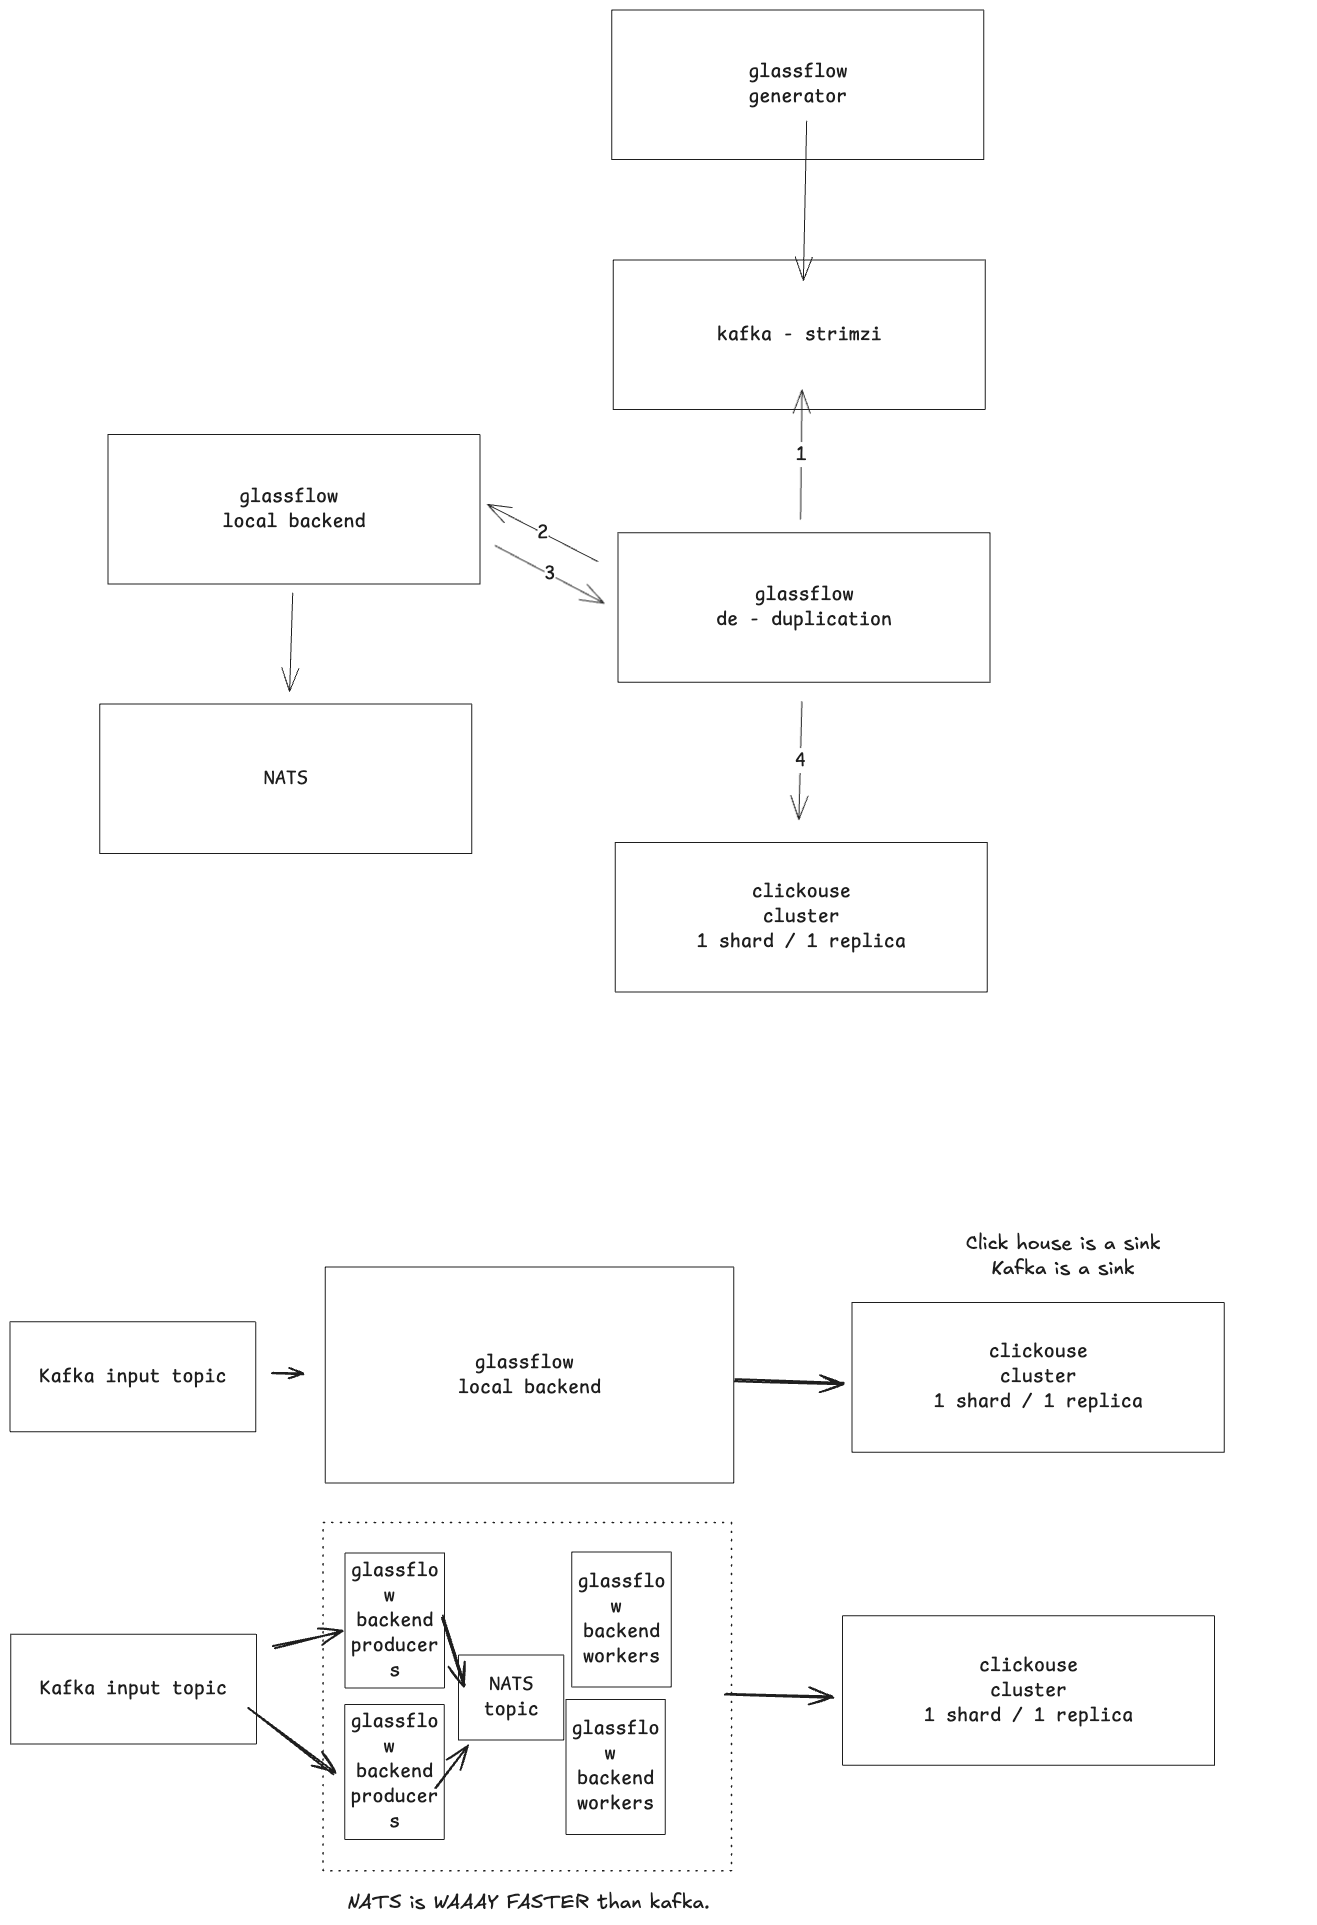 glassflow
generator
kafka - strimzi
1
glassflow
local backend
2
3
glassflow
de - duplication
NATS
4
clickouse
cluster
1 shard / 1 replica
Click house is a sink
Kafka is a sink
Kafka input topic
glassflow
local backend
clickouse
cluster
1 shard / 1 replica
Kafka input topic
glassflo
w
backend
producer
s
glassflo
w
backend
producer
s
NATS
topic
glassflo
w
backend
workers
glassflo
w
backend
workers
clickouse
cluster
1 shard / 1 replica
NATS is WAAAY FASTER than kafka.